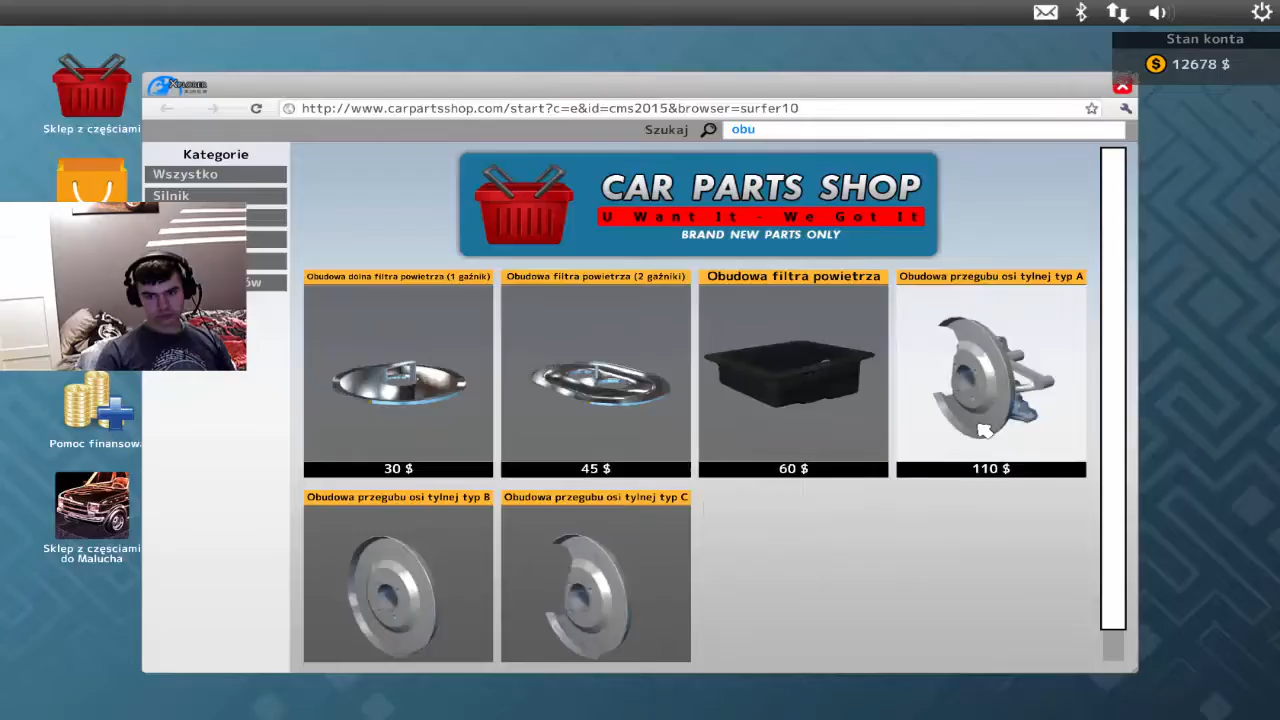 Stan konta
$ 12678 $
Sklep z częściami
XPLORER
http://www.carpartsshop.com/start?c=e&id=cms2015&browser=surfer10
Szukaj
obu
Kategorie
Wszystko
Silnik
ów
CAR PARTS SHOP
U Want It - We Got It
BRAND NEW PARTS ONLY
Obudowa dolna filtra powietrza (1 gaźnik)
Obudowa filtra powietrza (2 gaźniki)
Obudowa filtra powietrza
Obudowa przegubu osi tylnej typ A
30 $
45 $
60 $
110 $
Obudowa przegubu osi tylnej typ B
Obudowa przegubu osi tylnej typ C
Pomoc finansowa
Sklep z częsciami
do Malucha